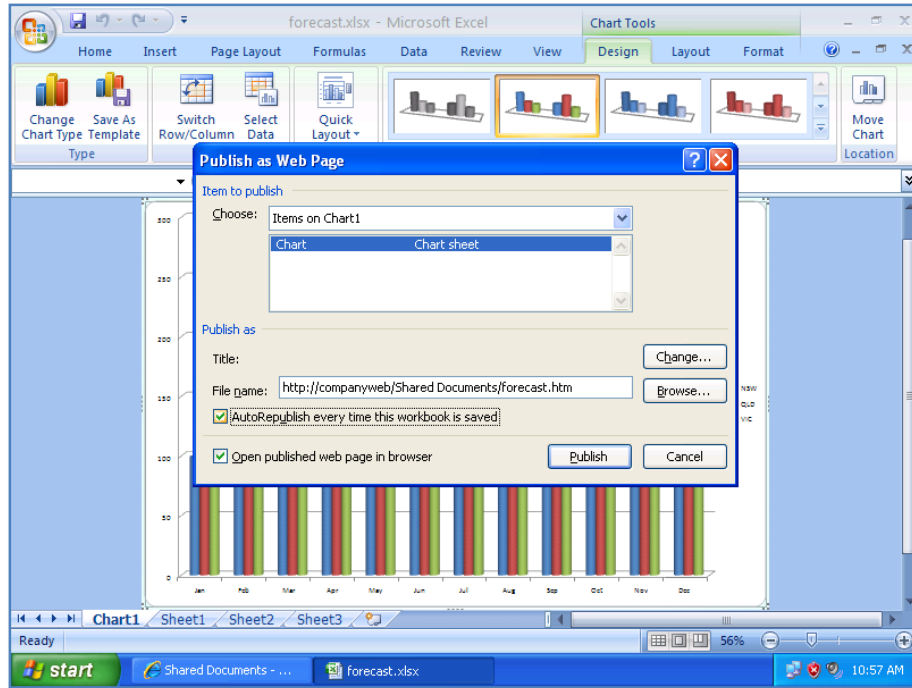 forecast.xlsx - Microsoft Excel
Chart Tools
Home Insert Page Layout Formulas Data Review View Design Layout Format
Change Chart Type
Save As Template
Switch Row/Column
Select Data
Quick Layout
Move Chart
Type
Location
Publish as Web Page
Item to publish
Choose: Items on Chart1
Chart Chart sheet
Publish as
Title:
Change...
File name: http://companyweb/Shared Documents/forecast.htm
Browse...
AutoRepublish every time this workbook is saved
Open published web page in browser
Publish
Cancel
300
250
200
150
100
50
0
NSW
QLD
VIC
Jan Feb Mar Apr May Jun Jul Aug Sep Oct Nov Dec
Chart1 Sheet1 Sheet2 Sheet3
Ready
56%
start
Shared Documents - ...
forecast.xlsx
10:57 AM